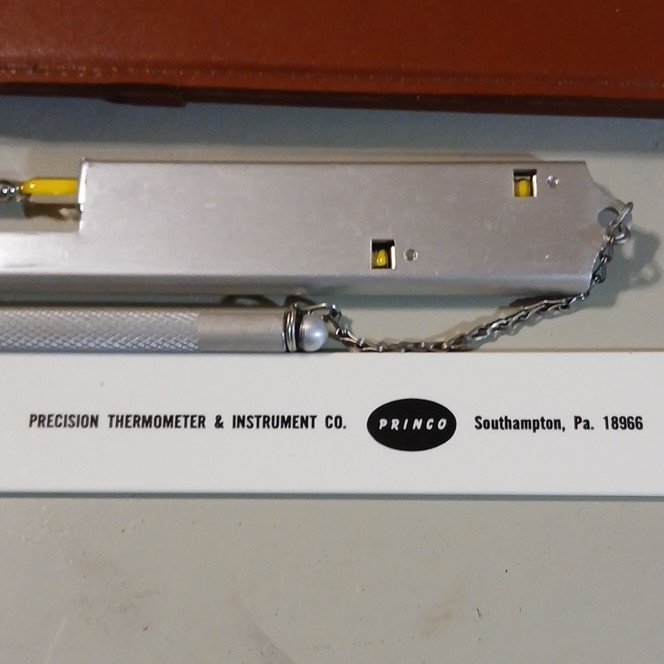 PRECISION THERMOMETER & INSTRUMENT CO. PRINCO Southampton, Pa. 18966